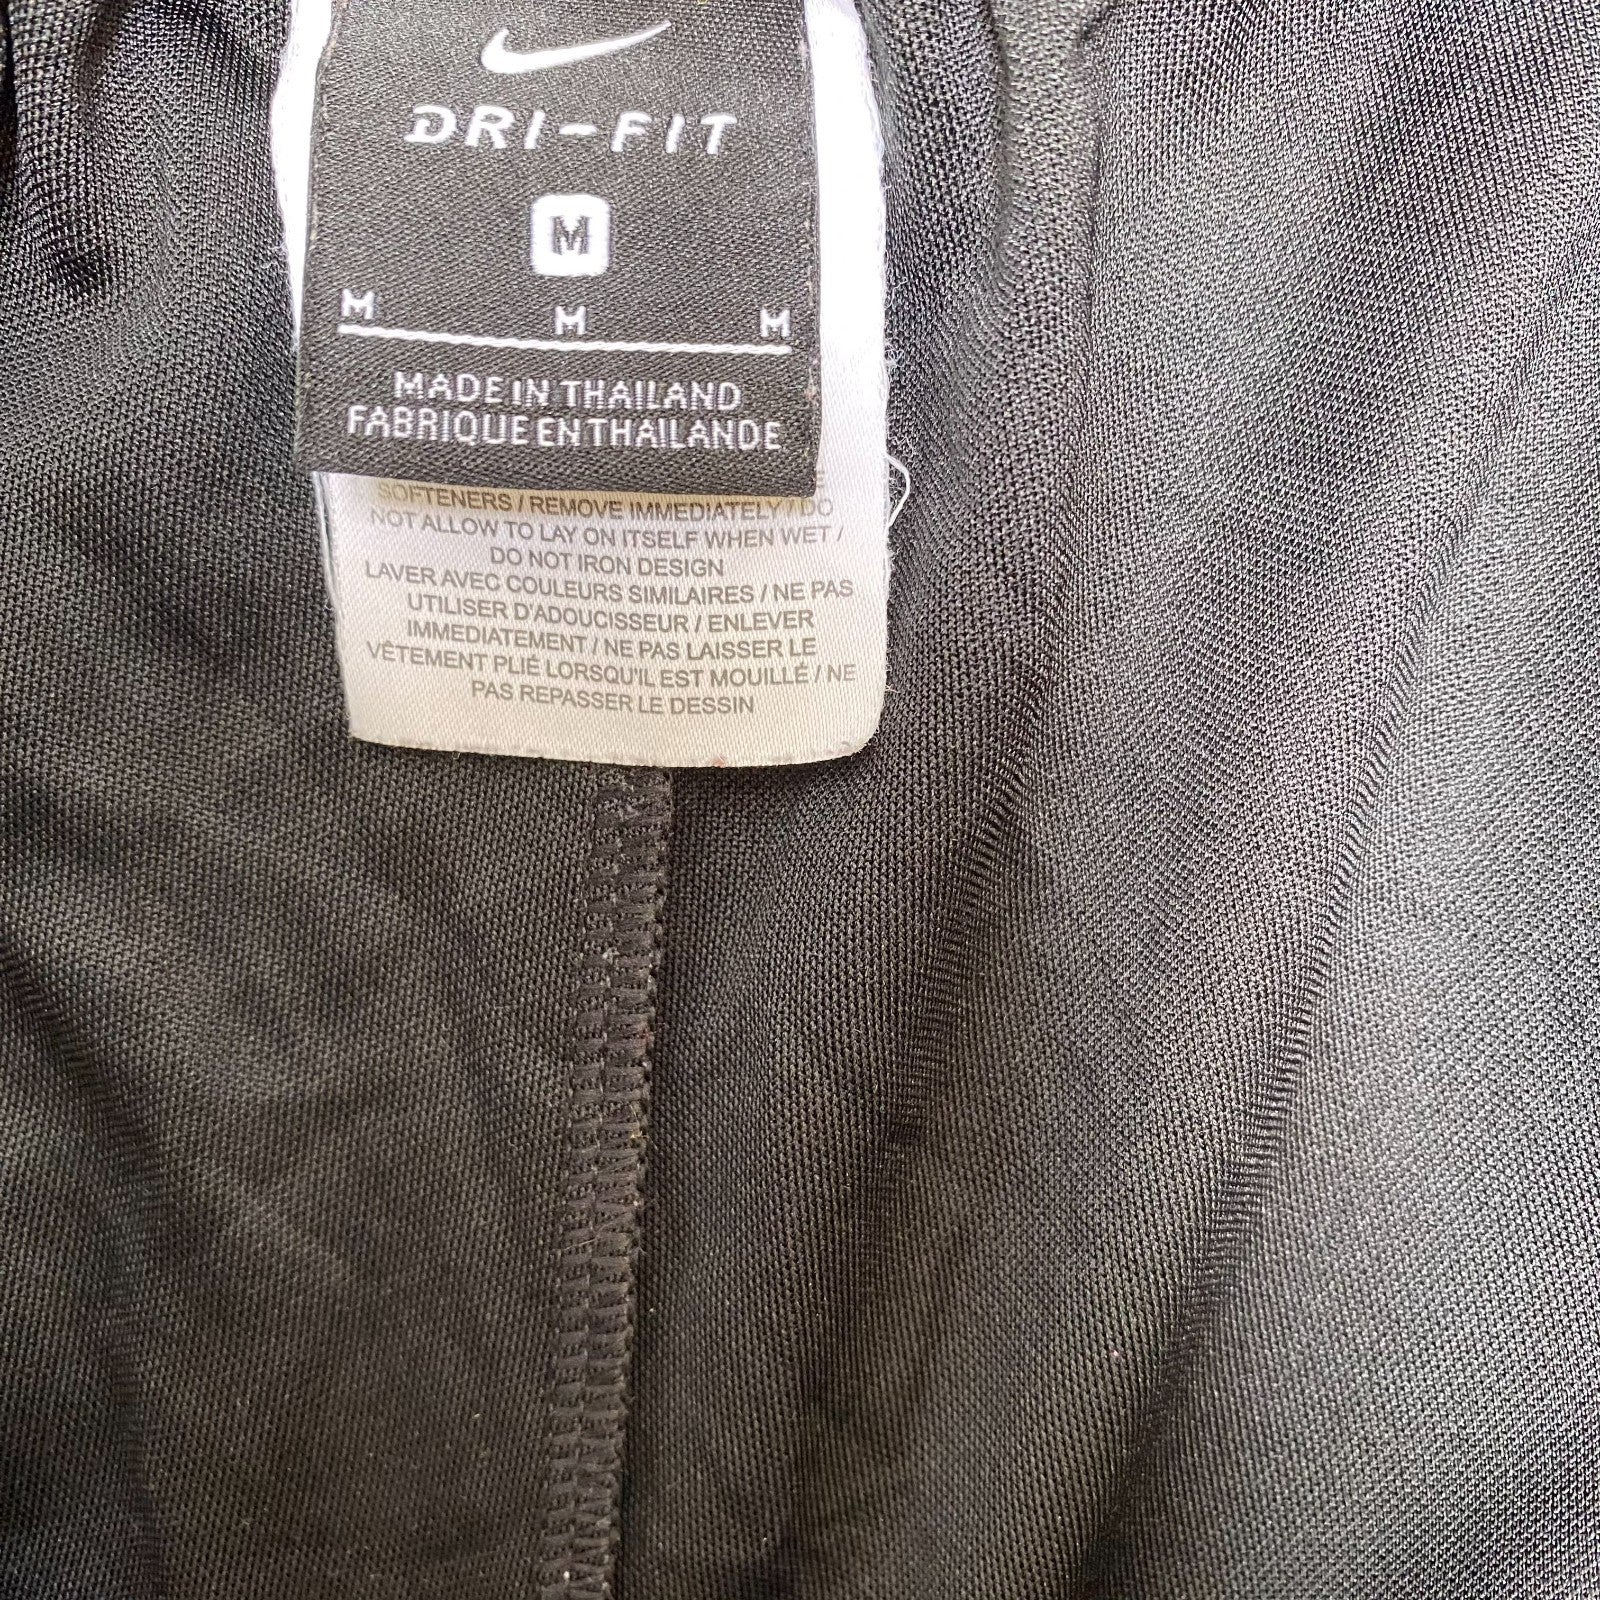 DRI-FIT
M
M M M
MADE IN THAILAND
FABRIQUE EN THAILANDE
SOFTENERS / REMOVE IMMEDIATELY / DO
NOT ALLOW TO LAY ON ITSELF WHEN WET /
DO NOT IRON DESIGN
LAVER AVEC COULEURS SIMILAIRES / NE PAS
UTILISER D'ADOUCISSEUR / ENLEVER
IMMEDIATEMENT / NE PAS LAISSER LE
VÊTEMENT PLIÉ LORSQU'IL EST MOUILLÉ / NE
PAS REPASSER LE DESSIN